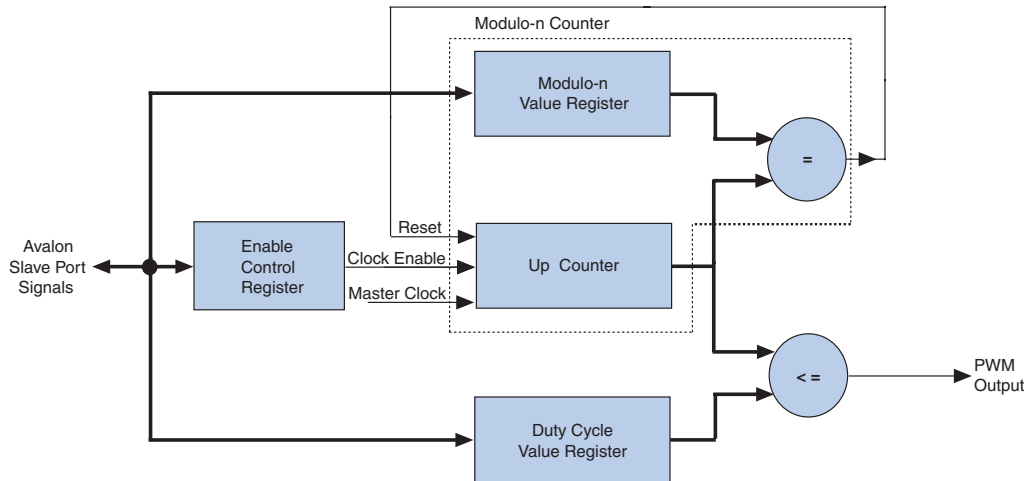 Modulo-n Counter
Modulo-n
Value Register
=
Reset
Avalon
Slave Port
Signals
Enable
Control
Register
Clock Enable
Master Clock
Up Counter
< =
PWM
Output
Duty Cycle
Value Register